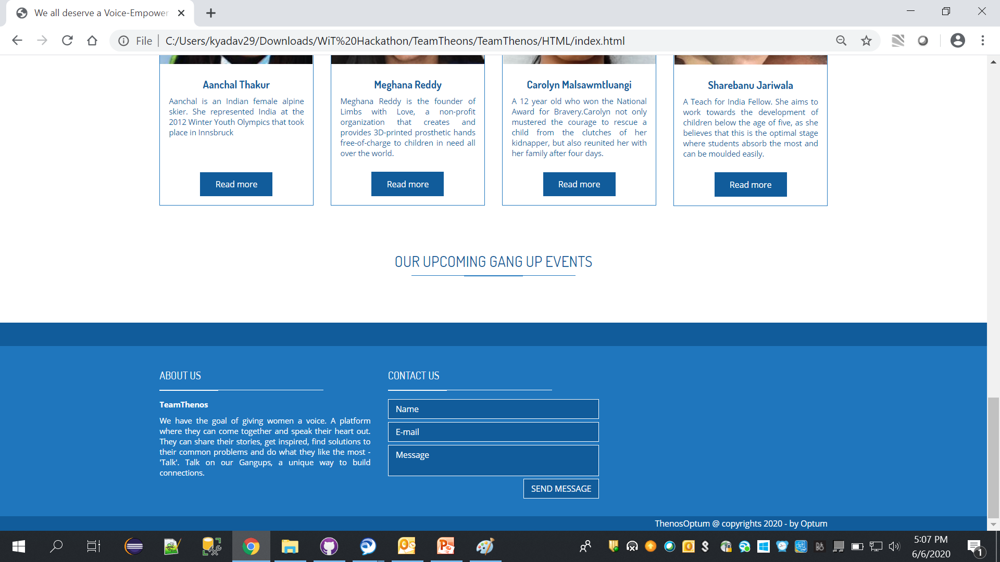 We all deserve a Voice-Empower
File
C:/Users/kyadav29/Downloads/WiT%20Hackathon/TeamTheons/TeamThenos/HTML/index.html
Aanchal Thakur
Aanchal is an Indian female alpine
skier. She represented India at the
2012 Winter Youth Olympics that took
place in Innsbruck
Read more
Meghana Reddy
Meghana Reddy is the founder of
Limbs with Love, a non-profit
organization that creates and
provides 3D-printed prosthetic hands
free-of-charge to children in need all
over the world.
Read more
Carolyn Malsawmtluangi
A 12 year old who won the National
Award for Bravery.Carolyn not only
mustered the courage to rescue a
child from the clutches of her
kidnapper, but also reunited her with
her family after four days.
Read more
Sharebanu Jariwala
A Teach for India Fellow. She aims to
work towards the development of
children below the age of five, as she
believes that this is the optimal stage
where students absorb the most and
can be moulded easily.
Read more
OUR UPCOMING GANG UP EVENTS
ABOUT US
TeamThenos
We have the goal of giving women a voice. A platform
where they can come together and speak their heart out.
They can share their stories, get inspired, find solutions to
their common problems and do what they like the most -
'Talk'. Talk on our Gangups, a unique way to build
connections.
CONTACT US
Name
E-mail
Message
SEND MESSAGE
ThenosOptum @ copyrights 2020 - by Optum
5:07 PM
6/6/2020
1